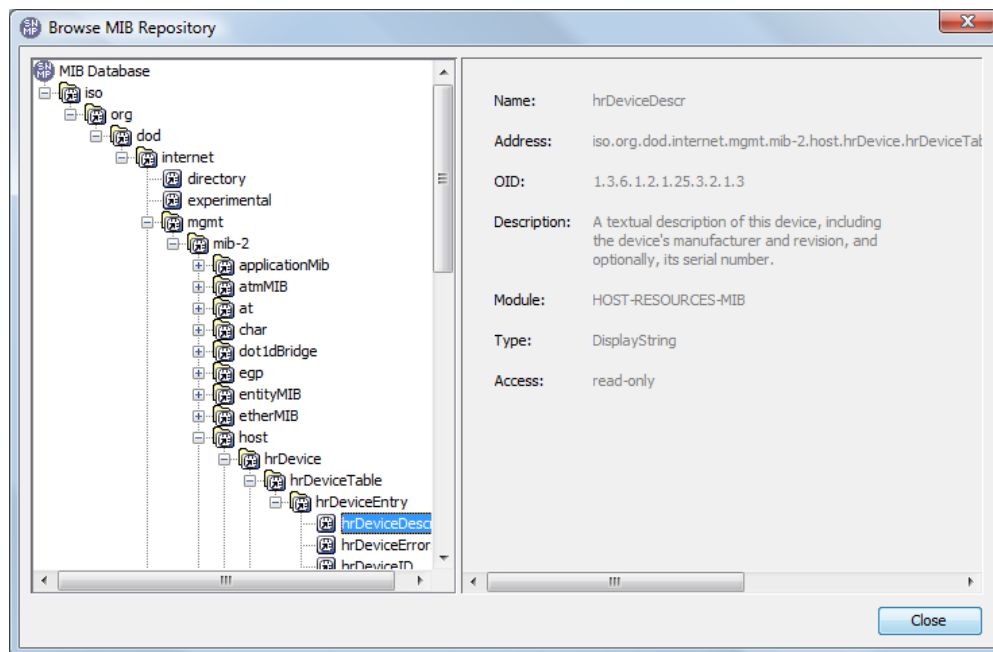 Browse MIB Repository
MIB Database
iso
org
dod
internet
directory
experimental
mgmt
mib-2
applicationMib
atmMIB
at
char
dot1dBridge
egp
entityMIB
etherMIB
host
hrDevice
hrDeviceTable
hrDeviceEntry
hrDeviceDescr
hrDeviceError
hrDeviceID
Name: hrDeviceDescr
Address: iso.org.dod.internet.mgmt.mib-2.host.hrDevice.hrDeviceTab
OID: 1.3.6.1.2.1.25.3.2.1.3
Description: A textual description of this device, including
the device's manufacturer and revision, and
optionally, its serial number.
Module: HOST-RESOURCES-MIB
Type: DisplayString
Access: read-only
Close